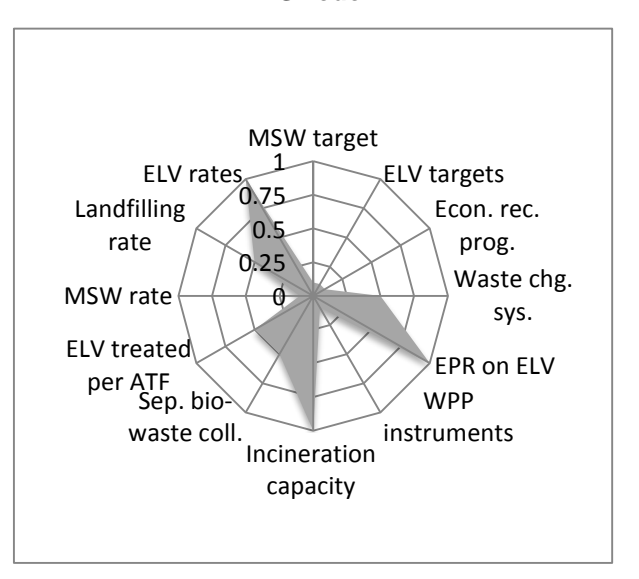 MSW target
1
ELV rates
ELV targets
0.75
Landfilling
rate
Econ. rec.
prog.
0.5
0.25
Waste chg.
sys.
MSW rate
0
ELV treated
per ATF
EPR on ELV
Sep. bio-
waste coll.
WPP
instruments
Incineration
capacity